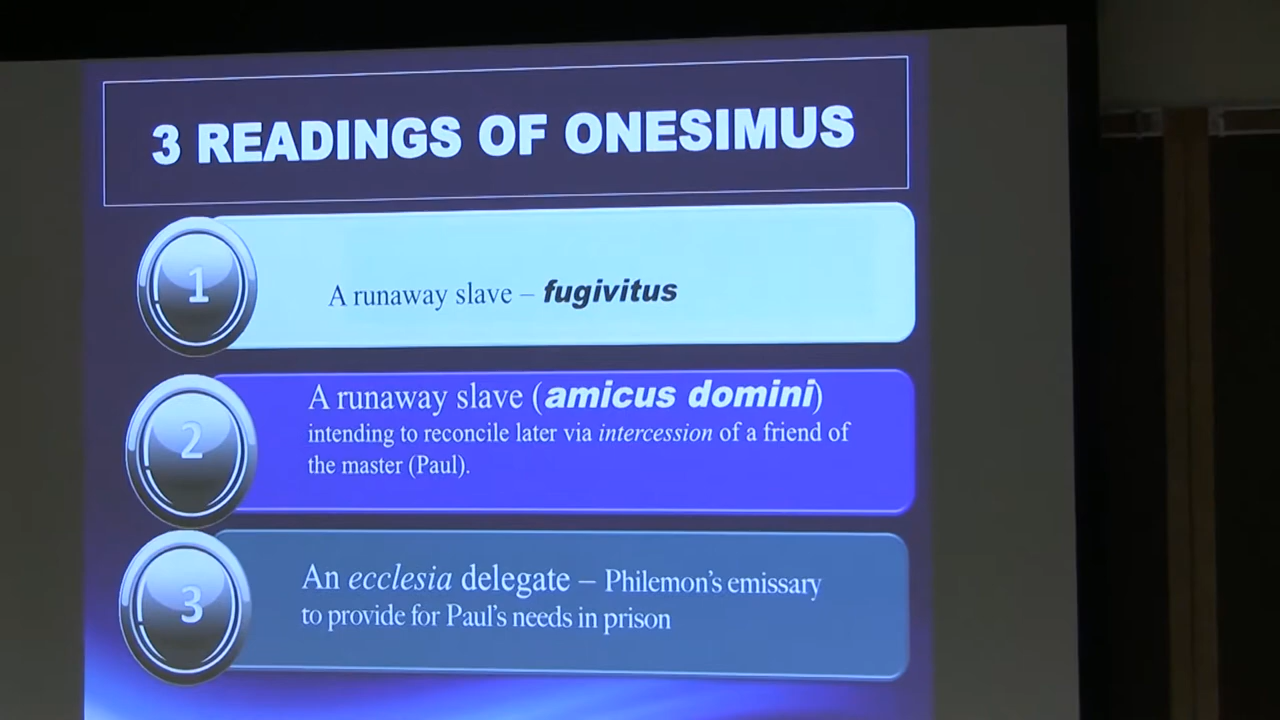 3 READINGS OF ONESIMUS
1
A runaway slave – fugivitus
2
A runaway slave (amicus domini)
intending to reconcile later via intercession of a friend of
the master (Paul).
3
An ecclesia delegate – Philemon's emissary
to provide for Paul's needs in prison